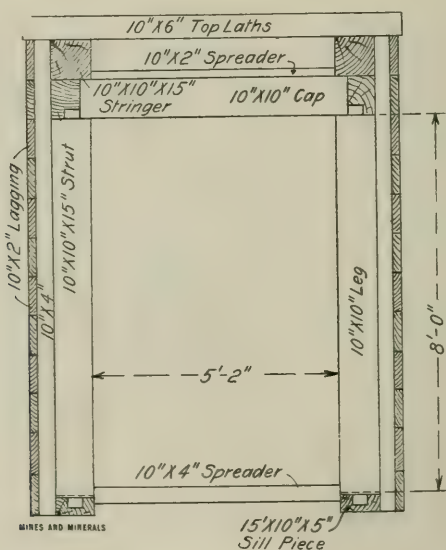 10"X6" Top Laths
10"X2" Spreader
10"X10"X15"
Stringer
10"X10" Cap
10"X2" Lagging
10"X4"
10"X10"X15" Strut
10"X10" Leg
8'-0"
5'-2"
10"X4" Spreader
MINES AND MINERALS
15'X10"X5"
Sill Piece